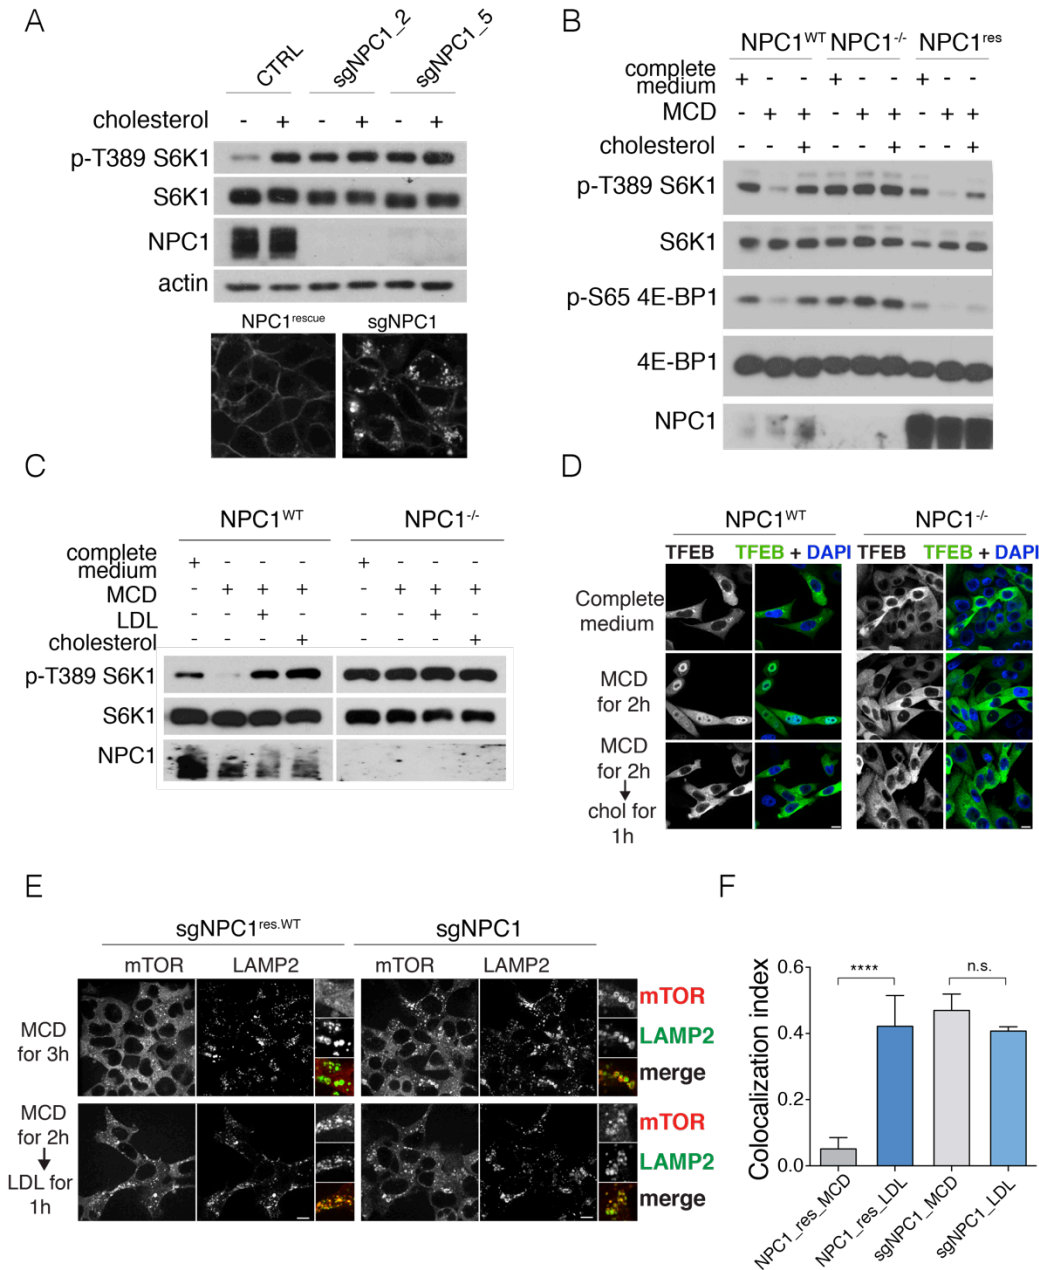 A
CTRL
sgNPC1_2
sgNPC1_5
cholesterol - + - + - +
p-T389 S6K1
S6K1
NPC1
actin
NPC1rescue sgNPC1
B
NPC1WT NPC1-/- NPC1res
complete medium + - - + - - + - -
MCD - + + - + + - + +
cholesterol - - + - - + - - +
p-T389 S6K1
S6K1
p-S65 4E-BP1
4E-BP1
NPC1
C
NPC1WT NPC1-/-
complete medium + - - - + - - -
MCD - + + + - + + +
LDL - - + - - - + -
cholesterol - - - + - - - +
p-T389 S6K1
S6K1
NPC1
D
NPC1WT NPC1-/-
TFEB TFEB + DAPI TFEB TFEB + DAPI
Complete
medium
MCD
for 2h
MCD
for 2h
chol for
1h
E
sgNPC1res.WT sgNPC1
mTOR LAMP2 mTOR LAMP2
MCD
for 3h
mTOR
LAMP2
merge
MCD
for 2h
LDL for
1h
mTOR
LAMP2
merge
F
Colocalization index
0.6
0.4
0.2
0.0
**** n.s.
NPC1_res_MCD
NPC1_res_LDL
sgNPC1_MCD
sgNPC1_LDL